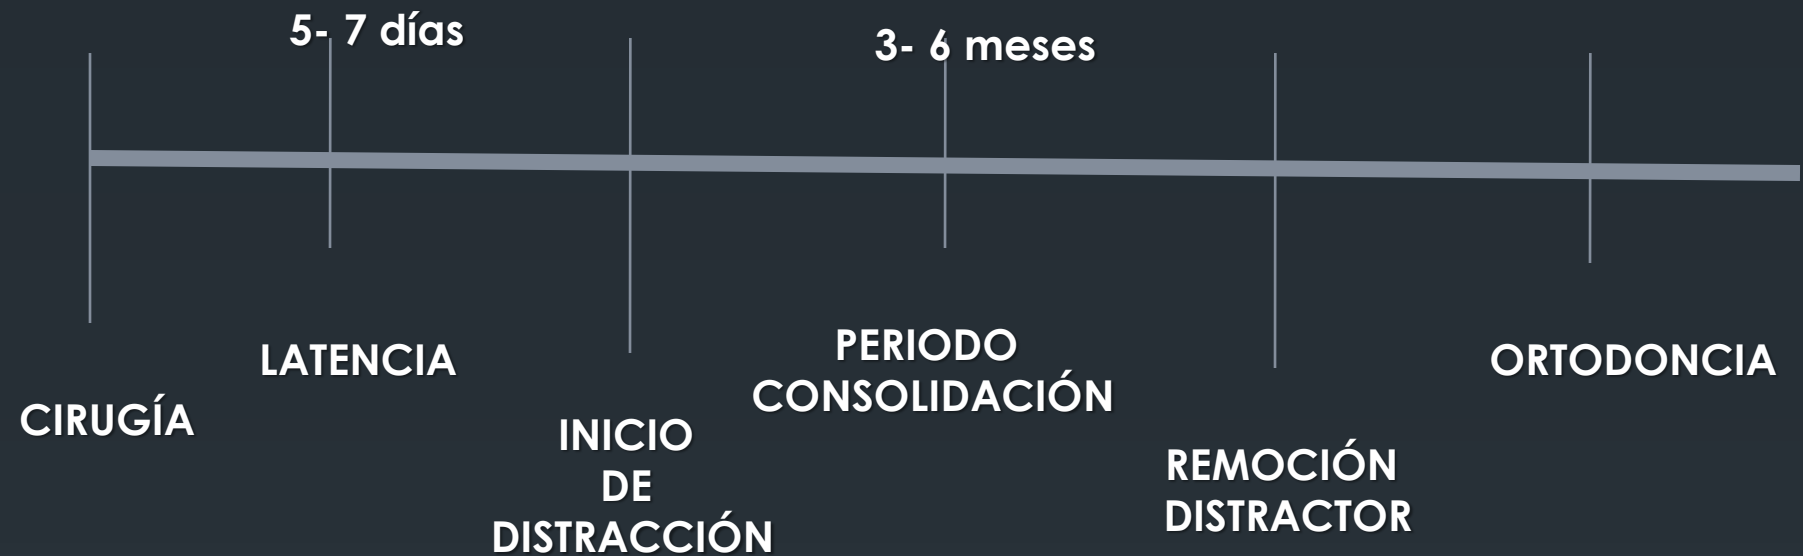 5- 7 días
3- 6 meses
CIRUGÍA
LATENCIA
INICIO
DE
DISTRACCIÓN
PERIODO
CONSOLIDACIÓN
REMOCIÓN
DISTRACTOR
ORTODONCIA